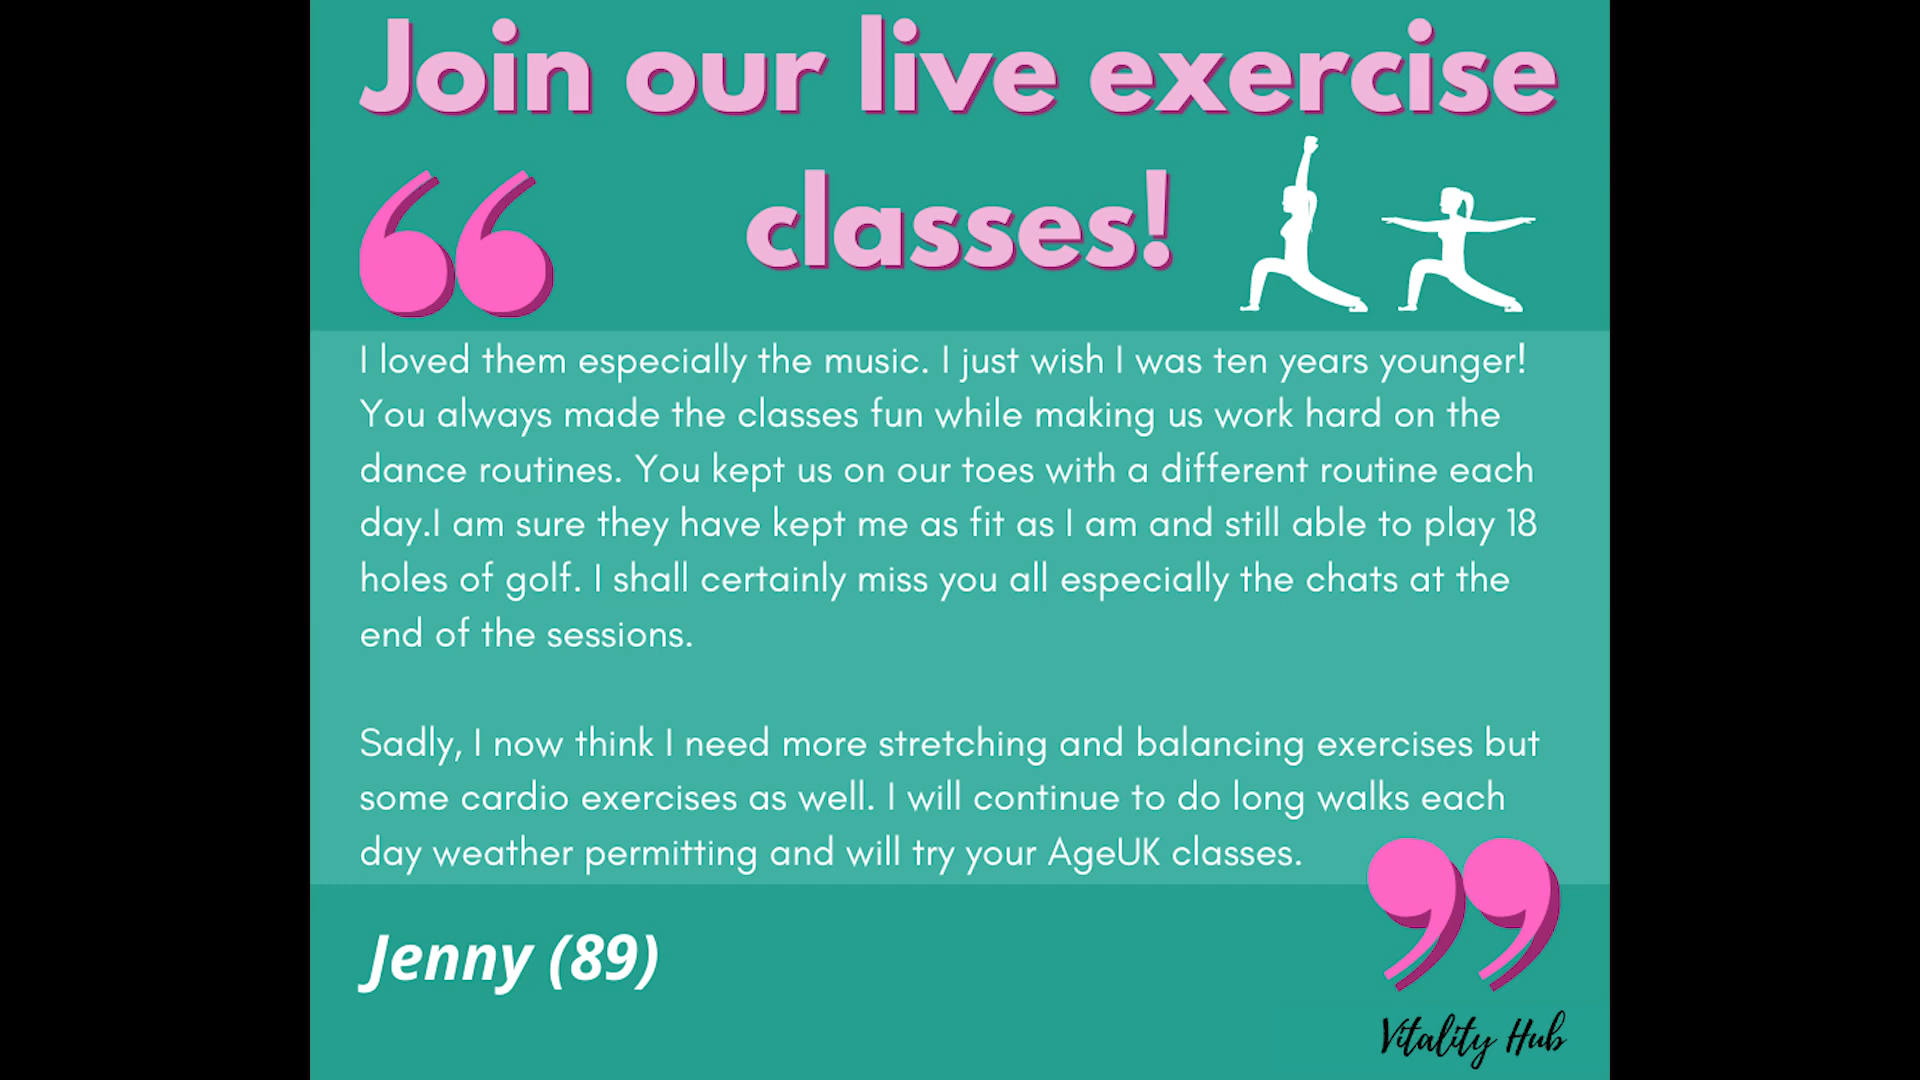 Join our live exercise
classes!
I loved them especially the music. I just wish I was ten years younger!
You always made the classes fun while making us work hard on the
dance routines. You kept us on our toes with a different routine each
day.I am sure they have kept me as fit as I am and still able to play 18
holes of golf. I shall certainly miss you all especially the chats at the
end of the sessions.
Sadly, I now think I need more stretching and balancing exercises but
some cardio exercises as well. I will continue to do long walks each
day weather permitting and will try your AgeUK classes.
Jenny (89)
Vitality Hub